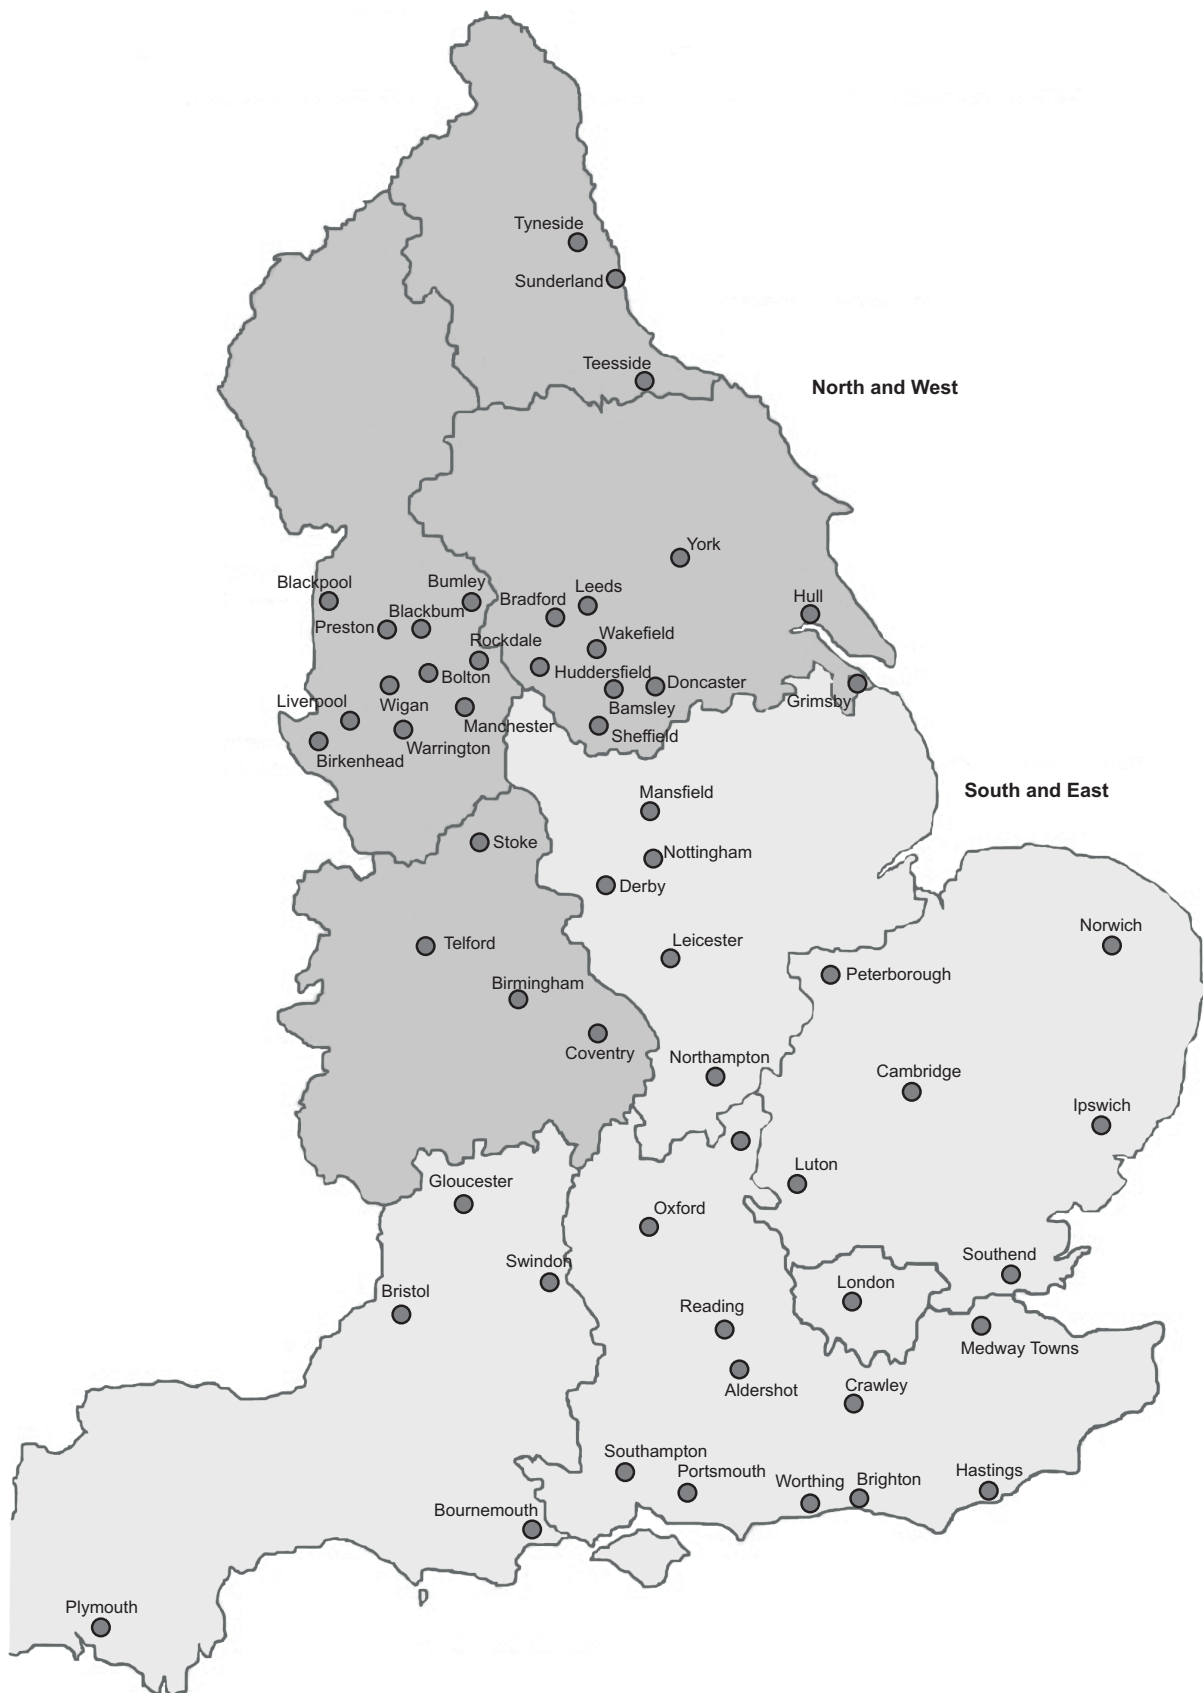 Tyneside
Sunderland
Teesside
North and West
York
Blackpool
Bumley
Bradford
Leeds
Hull
Preston
Blackbum
Wakefield
Rockdale
Huddersfield
Doncaster
Bolton
Liverpool
Wigan
Grimsby
Bamsley
Manchester
Sheffield
Warrington
Birkenhead
South and East
Mansfield
Stoke
Nottingham
Derby
Norwich
Leicester
Telford
Peterborough
Birmingham
Coventry
Northampton
Cambridge
Ipswich
Luton
Gloucester
Oxford
Southend
Swindon
London
Bristol
Reading
Medway Towns
Aldershot
Crawley
Southampton
Portsmouth
Worthing
Brighton
Hastings
Bournemouth
Plymouth